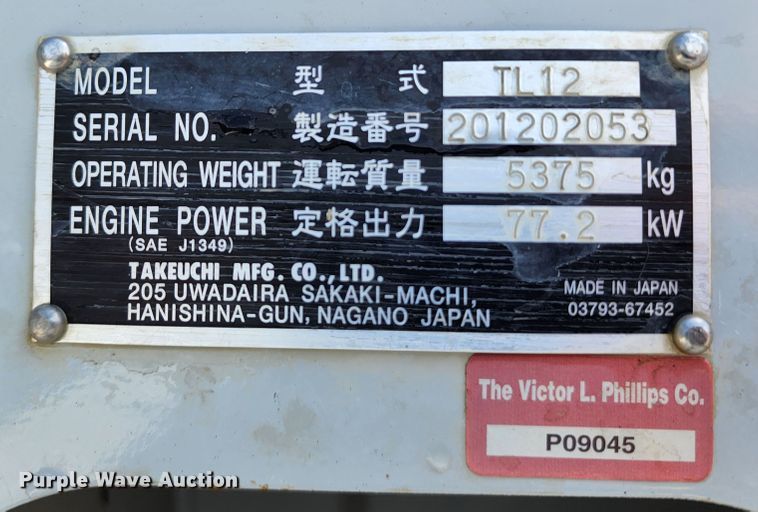 MODEL 型 式 TL12
SERIAL NO. 製造番号 201202053
OPERATING WEIGHT 運転質量 5375 kg
ENGINE POWER 定格出力 77.2 kW
(SAE J1349)
TAKEUCHI MFG. CO., LTD.
205 UWADAIRA SAKAKI-MACHI,
HANISHINA-GUN, NAGANO JAPAN
MADE IN JAPAN
03793-67452
The Victor L. Phillips Co.
P09045
Purple Wave Auction